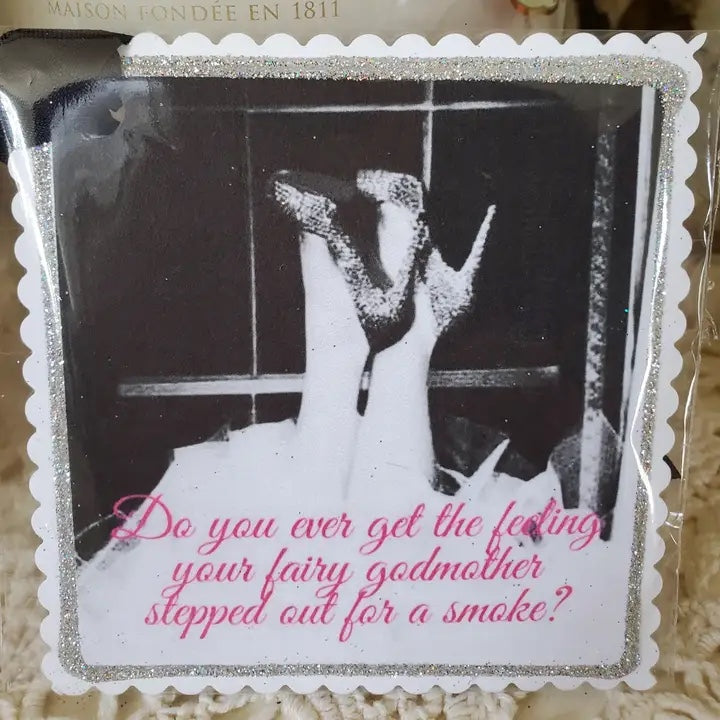 MAISON FONDÉE EN 1811
Do you ever get the feeling
your fairy godmother
stepped out for a smoke?